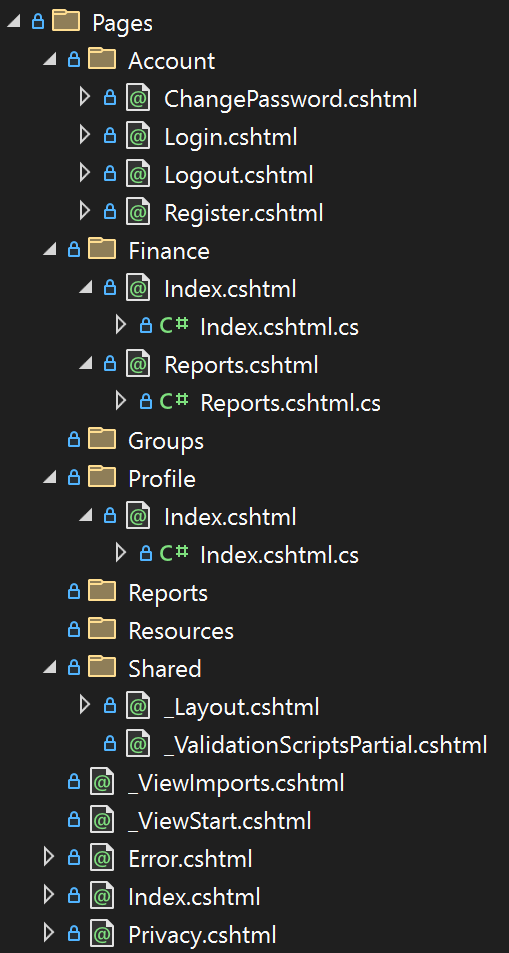 Pages
Account
ChangePassword.cshtml
Login.cshtml
Logout.cshtml
Register.cshtml
Finance
Index.cshtml
C# Index.cshtml.cs
Reports.cshtml
C# Reports.cshtml.cs
Groups
Profile
Index.cshtml
C# Index.cshtml.cs
Reports
Resources
Shared
_Layout.cshtml
_ValidationScriptsPartial.cshtml
_ViewImports.cshtml
_ViewStart.cshtml
Error.cshtml
Index.cshtml
Privacy.cshtml